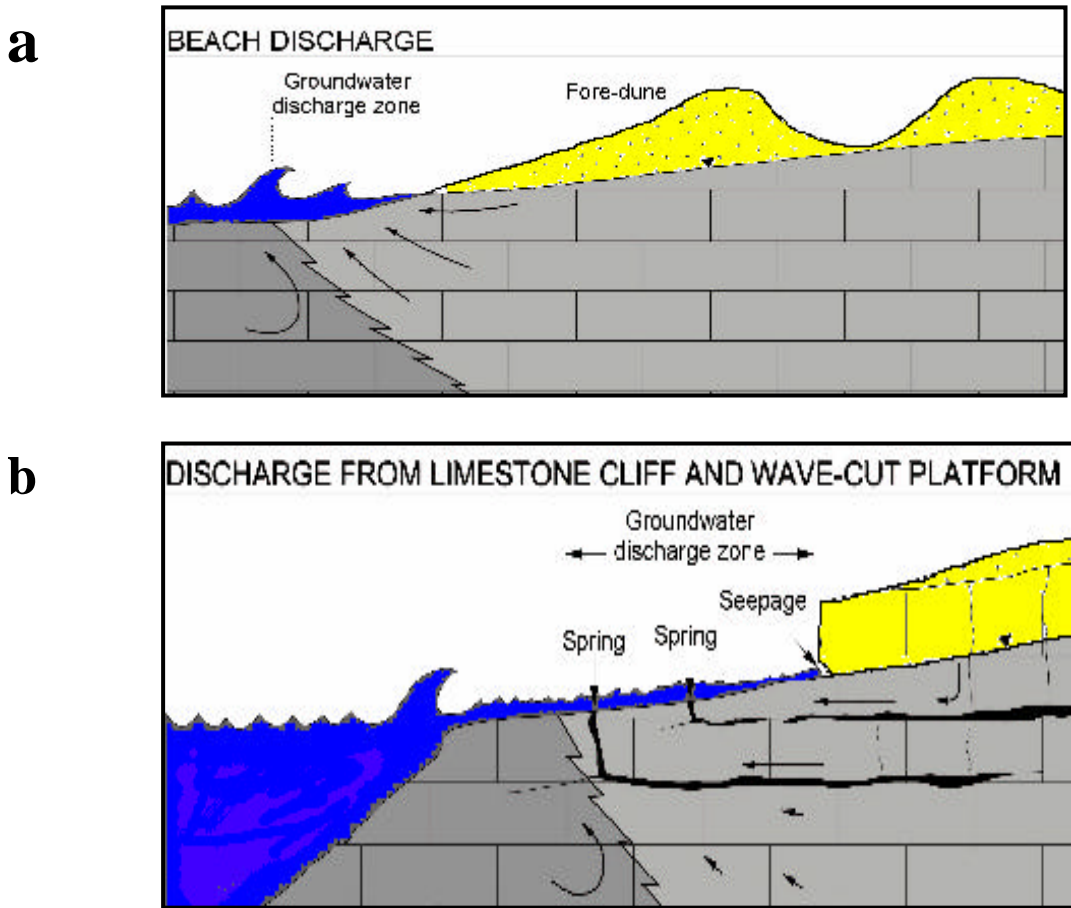 a
BEACH DISCHARGE
Groundwater
discharge zone
Fore-dune
b
DISCHARGE FROM LIMESTONE CLIFF AND WAVE-CUT PLATFORM
Groundwater
discharge zone
Seepage
Spring
Spring